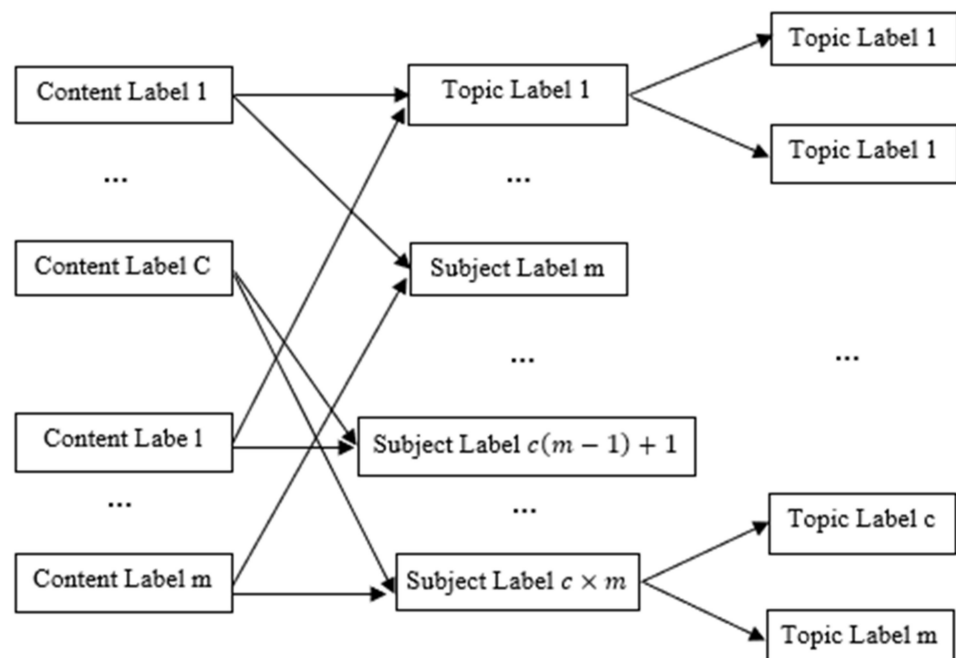 Content Label 1
...
Content Label C
Content Labe l
...
Content Label m
Topic Label 1
...
Subject Label m
...
Subject Label c(m − 1) + 1
...
Subject Label c × m
Topic Label 1
Topic Label 1
...
Topic Label c
Topic Label m